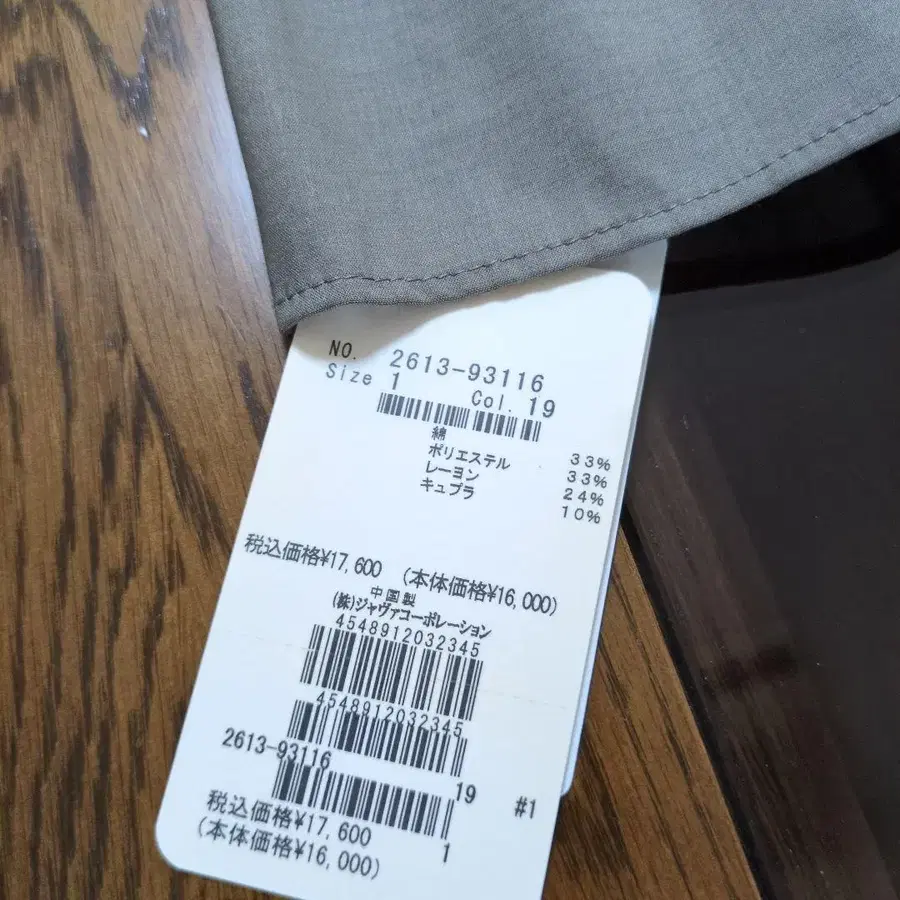 NO. 2613-93116
Size 1 Col. 19
綿 33%
ポリエステル 33%
レーヨン 24%
キュプラ 10%
税込価格¥17,600 (本体価格¥16,000)
中国製
(株)ジャヴァコーポレーション
4548912032345
4548912032345
2613-93116
19 #1
税込価格¥17,600
(本体価格¥16,000) 1